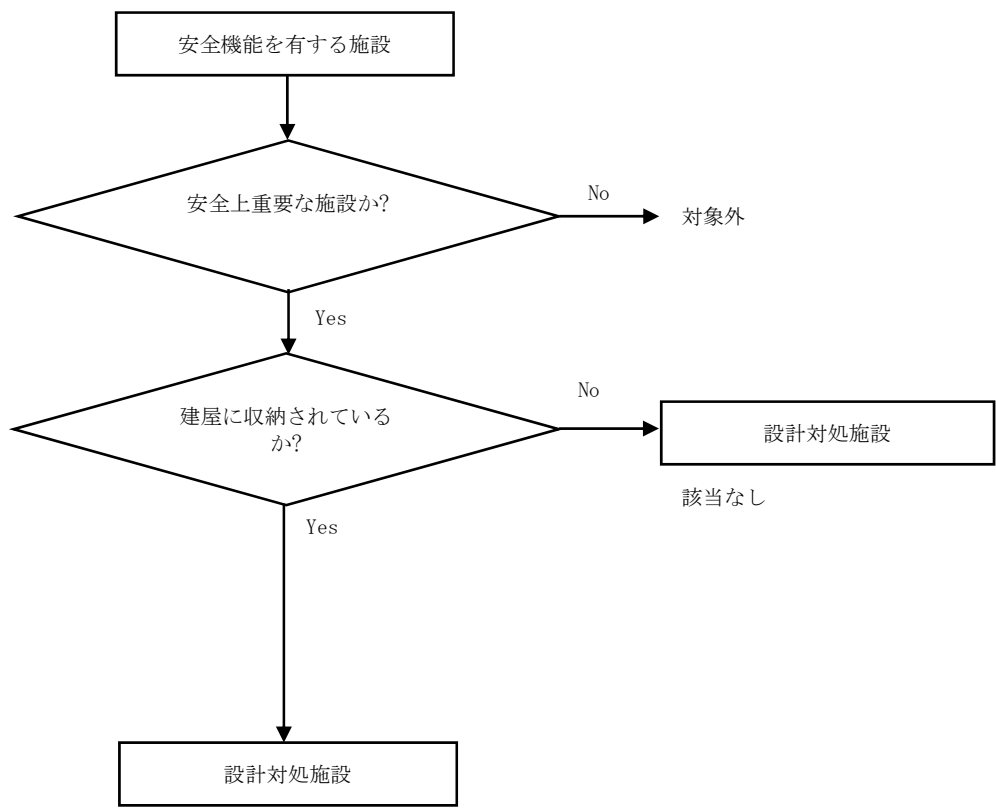 安全機能を有する施設
安全上重要な施設か?
No
対象外
Yes
建屋に収納されている
か?
No
設計対処施設
該当なし
Yes
設計対処施設